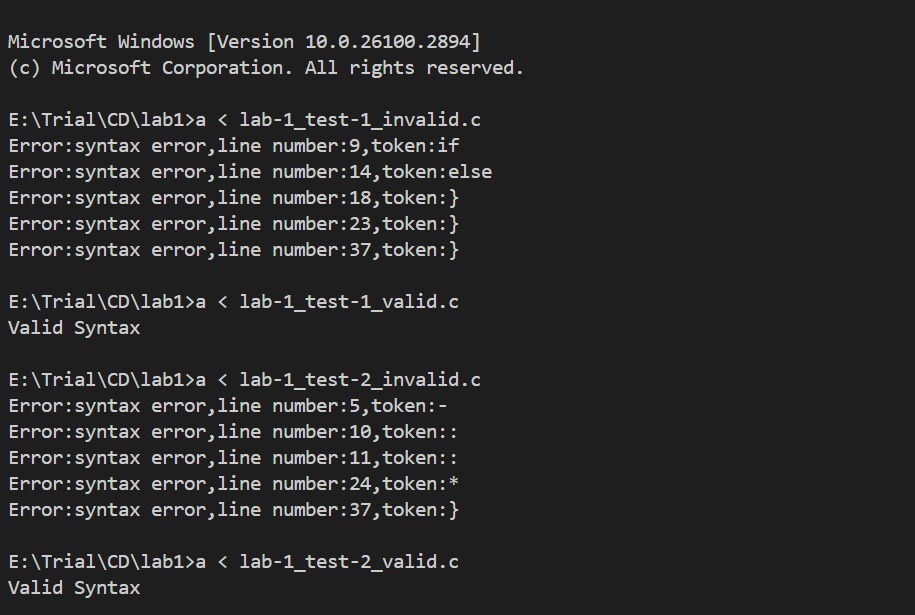 Microsoft Windows [Version 10.0.26100.2894]
(c) Microsoft Corporation. All rights reserved.
E:\Trial\CD\lab1>a < lab-1_test-1_invalid.c
Error:syntax error,line number:9,token:if
Error:syntax error,line number:14,token:else
Error:syntax error,line number:18,token:}
Error:syntax error,line number:23,token:}
Error:syntax error,line number:37,token:}
E:\Trial\CD\lab1>a < lab-1_test-1_valid.c
Valid Syntax
E:\Trial\CD\lab1>a < lab-1_test-2_invalid.c
Error:syntax error,line number:5,token:-
Error:syntax error,line number:10,token::
Error:syntax error,line number:11,token::
Error:syntax error,line number:24,token:*
Error:syntax error,line number:37,token:}
E:\Trial\CD\lab1>a < lab-1_test-2_valid.c
Valid Syntax